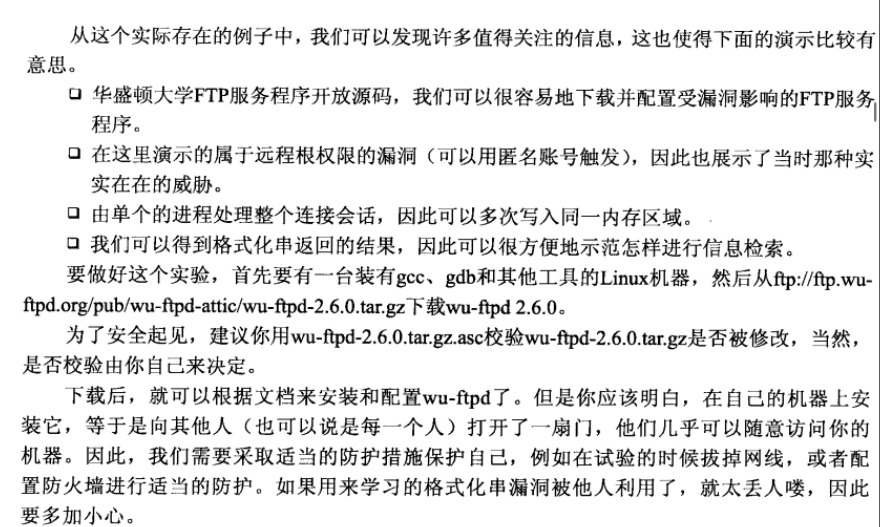 从这个实际存在的例子中，我们可以发现许多值得关注的信息，这也使得下面的演示比较有
意思。
❑ 华盛顿大学FTP服务程序开放源码，我们可以很容易地下载并配置受漏洞影响的FTP服务
程序。
❑ 在这里演示的属于远程根权限的漏洞（可以用匿名账号触发），因此也展示了当时那种实
实在在的威胁。
❑ 由单个的进程处理整个连接会话，因此可以多次写入同一内存区域。
❑ 我们可以得到格式化串返回的结果，因此可以很方便地示范怎样进行信息检索。
要做好这个实验，首先要有一台装有gcc、gdb和其他工具的Linux机器，然后从ftp://ftp.wu-
ftpd.org/pub/wu-ftpd-attic/wu-ftpd-2.6.0.tar.gz下载wu-ftpd 2.6.0。
为了安全起见，建议你用wu-ftpd-2.6.0.tar.gz.asc校验wu-ftpd-2.6.0.tar.gz是否被修改，当然，
是否校验由你自己来决定。
下载后，就可以根据文档来安装和配置wu-ftpd了。但是你应该明白，在自己的机器上安
装它，等于是向其他人（也可以说是每一个人）打开了一扇门，他们几乎可以随意访问你的
机器。因此，我们需要采取适当的防护措施保护自己，例如在试验的时候拔掉网线，或者配
置防火墙进行适当的防护。如果用来学习的格式化串漏洞被他人利用了，就太丢人喽，因此
要多加小心。